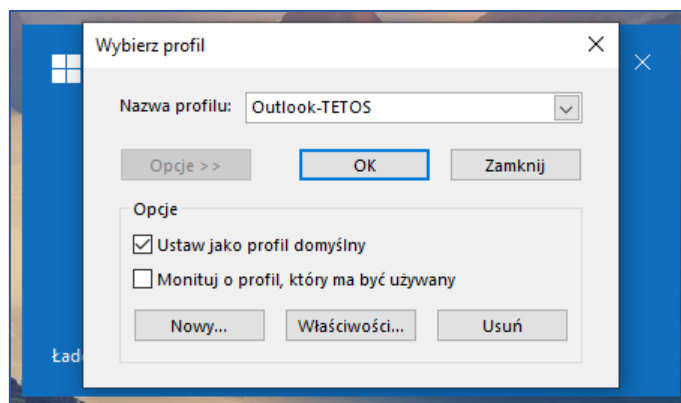 Wybierz profil
Nazwa profilu: Outlook-TETOS
Opcje >> OK Zamknij
Opcje
Ustaw jako profil domyślny
Monituj o profil, który ma być używany
Nowy... Właściwości... Usuń